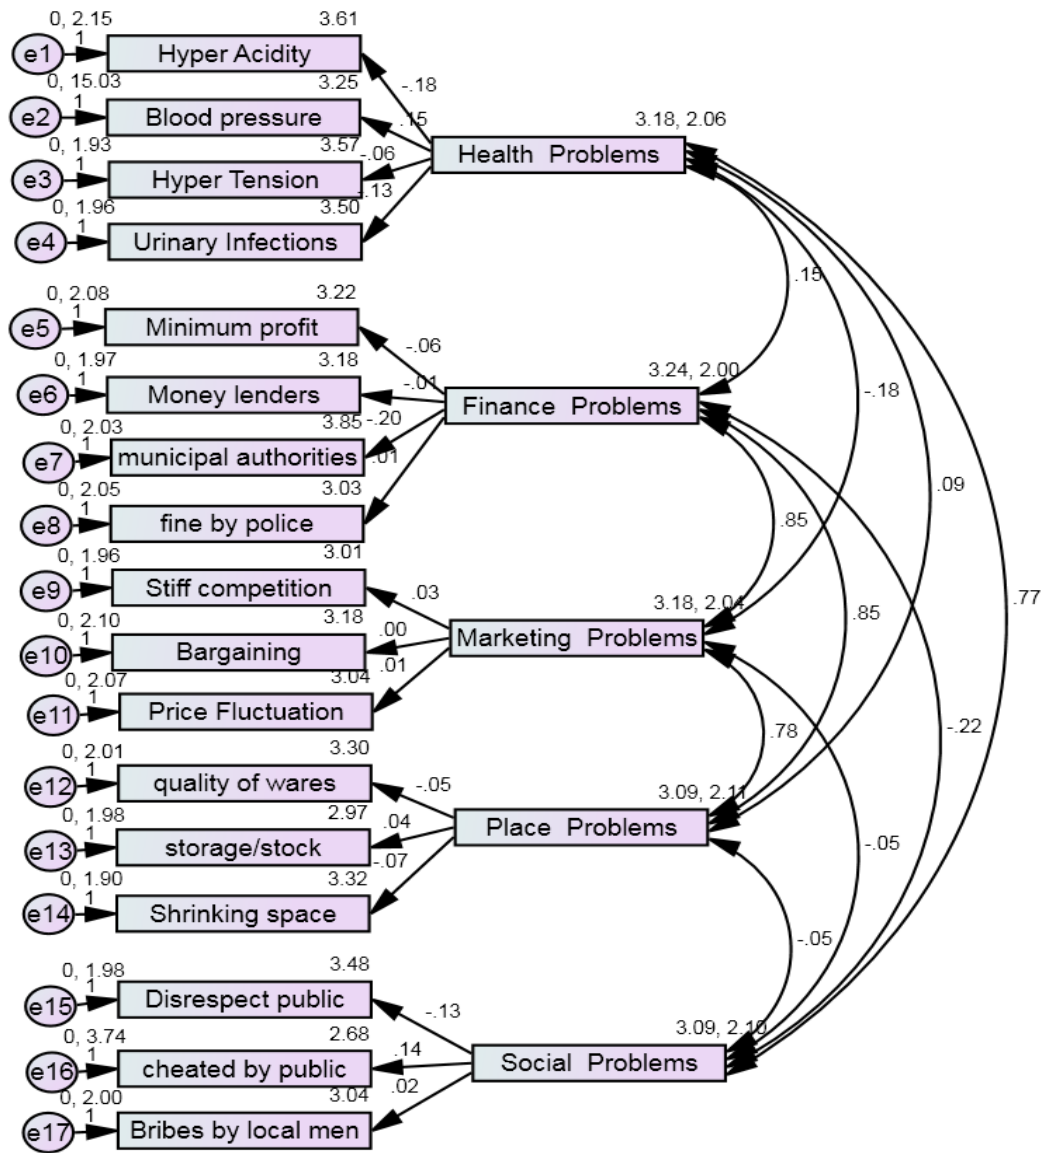 0, 2.15
3.61
e1
1
Hyper Acidity
-.18
0, 15.03
3.25
e2
1
Blood pressure
.15
3.18, 2.06
Health Problems
0, 1.93
3.57
-.06
e3
1
Hyper Tension
.13
0, 1.96
3.50
e4
1
Urinary Infections
.15
0, 2.08
3.22
e5
1
Minimum profit
-.06
0, 1.97
3.18
3.24, 2.00
-.18
e6
1
Money lenders
-.01
Finance Problems
0, 2.03
3.85
-.20
e7
1
municipal authorities
.01
.09
0, 2.05
3.03
e8
1
fine by police
.85
0, 1.96
3.01
e9
1
Stiff competition
.03
.77
0, 2.10
3.18
3.18, 2.04
.85
e10
1
Bargaining
.00
Marketing Problems
0, 2.07
3.04
.01
e11
1
Price Fluctuation
.78
-.22
0, 2.01
3.30
e12
1
quality of wares
-.05
3.09, 2.11
0, 1.98
2.97
.04
Place Problems
e13
1
storage/stock
-.05
0, 1.90
3.32
-.07
e14
1
Shrinking space
-.05
0, 1.98
3.48
e15
1
Disrespect public
-.13
0, 3.74
2.68
3.09, 2.10
e16
1
cheated by public
.14
Social Problems
0, 2.00
3.04
.02
e17
1
Bribes by local men